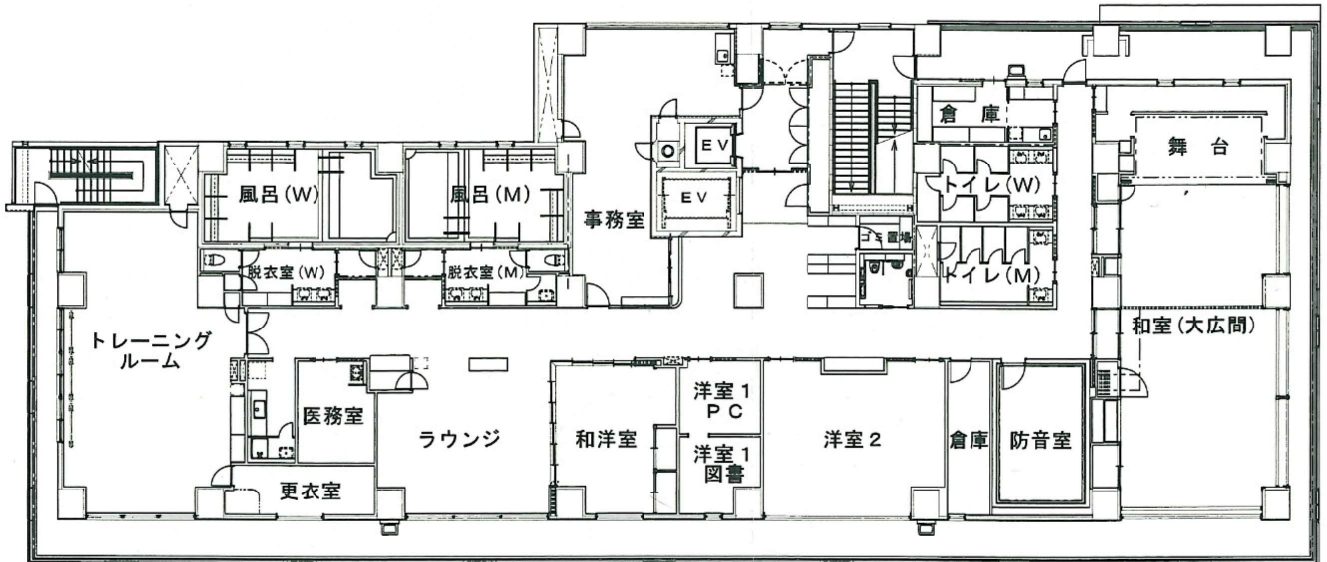 倉庫
EV
舞台
風呂(W)
風呂(M)
トイレ(W)
EV
事務室
ゴミ置場
脱衣室(W)
脱衣室(M)
トイレ(M)
トレーニング
ルーム
和室(大広間)
医務室
ラウンジ
和洋室
洋室1
PC
洋室1
図書
洋室2
倉庫
防音室
更衣室